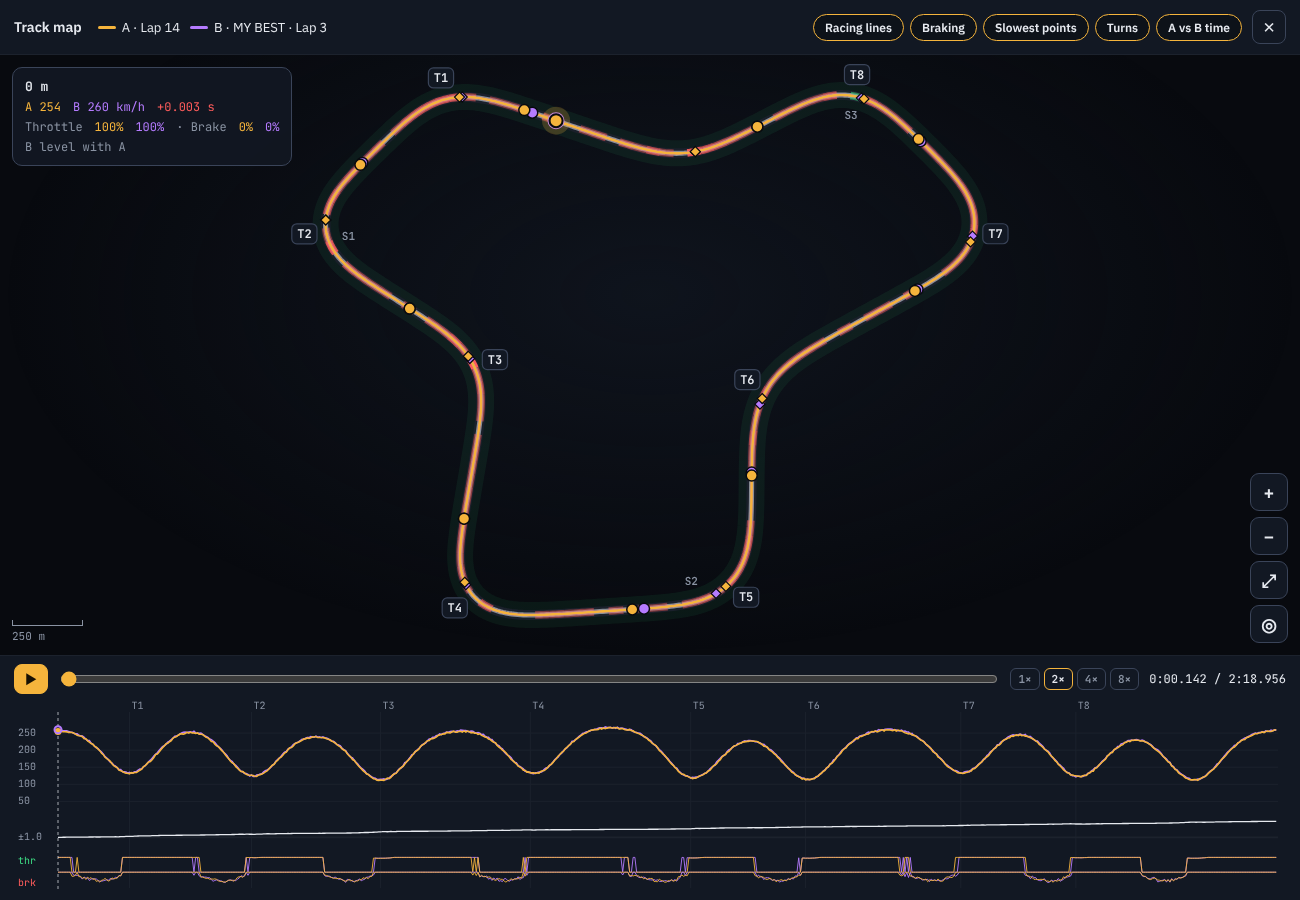 Track map
A · Lap 14
B · MY BEST · Lap 3
Racing lines
Braking
Slowest points
Turns
A vs B time
0 m
A 254 B 260 km/h +0.003 s
Throttle 100% 100% · Brake 0% 0%
B level with A
T1
T8
S3
T2
S1
T7
T3
T6
T4
S2
T5
250 m
1×
2×
4×
8×
0:00.142 / 2:18.956
T1 T2 T3 T4 T5 T6 T7 T8
250
200
150
100
50
±1.0
thr
brk